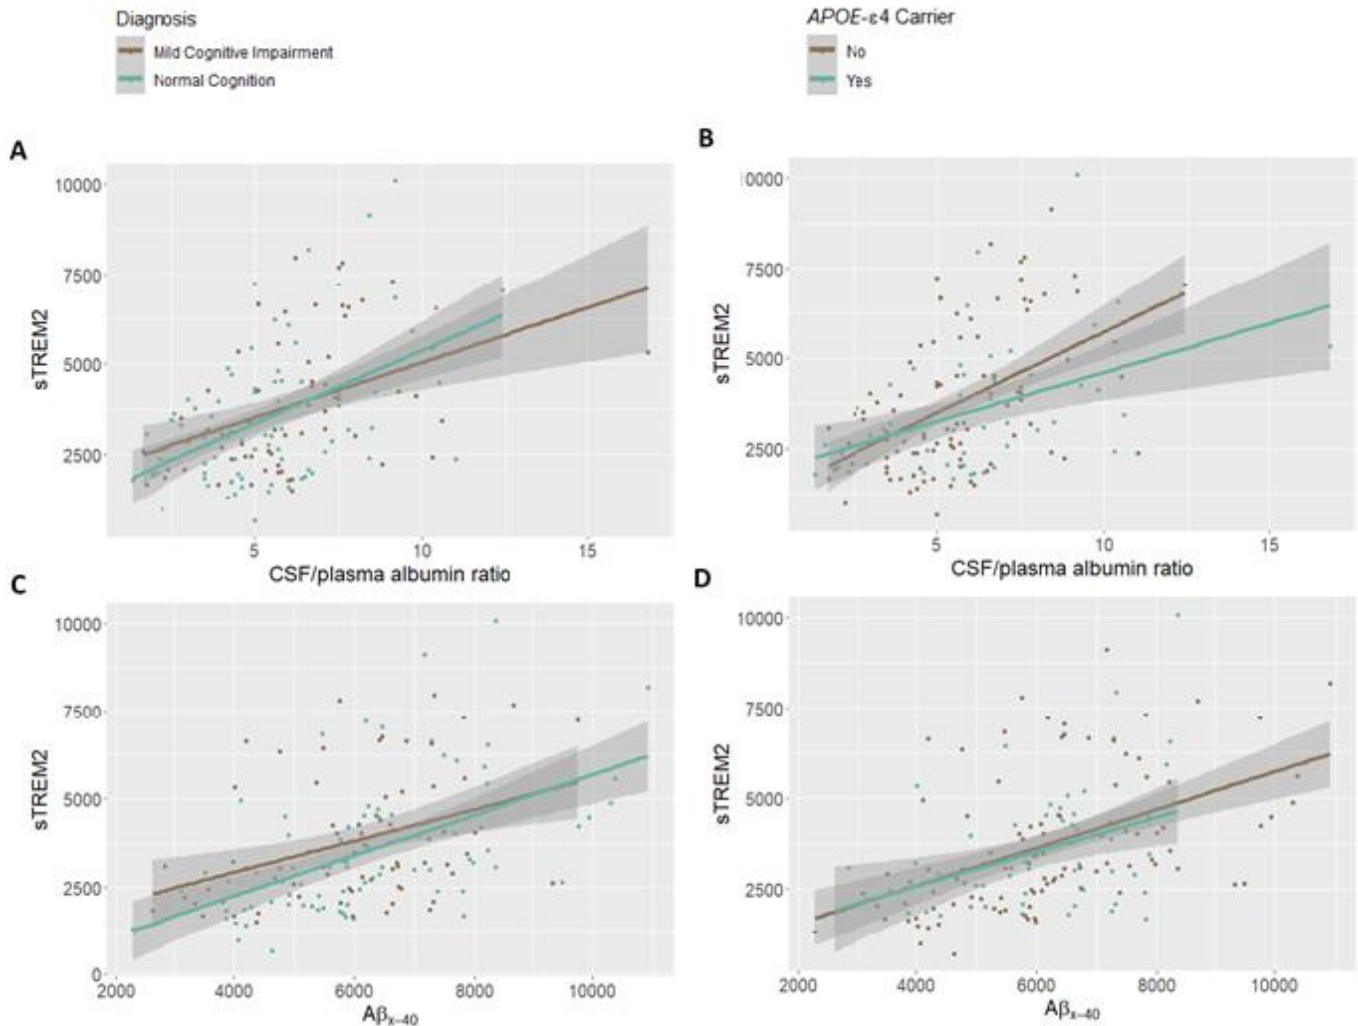 Diagnosis
Mild Cognitive Impairment
Normal Cognition
APOE-ε4 Carrier
No
Yes
A
10000
7500
5000
2500
sTREM2
5
10
15
CSF/plasma albumin ratio
B
0000
7500
5000
2500
sTREM2
5
10
15
CSF/plasma albumin ratio
C
10000
7500
5000
2500
0
sTREM2
2000
4000
6000
8000
10000
Aβx–40
D
10000
7500
5000
2500
sTREM2
2000
4000
6000
8000
10000
Aβx–40